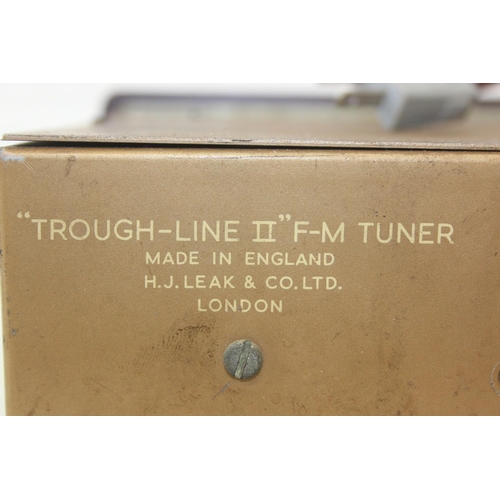 "TROUGH-LINE II" F-M TUNER
MADE IN ENGLAND
H.J. LEAK & CO. LTD.
LONDON